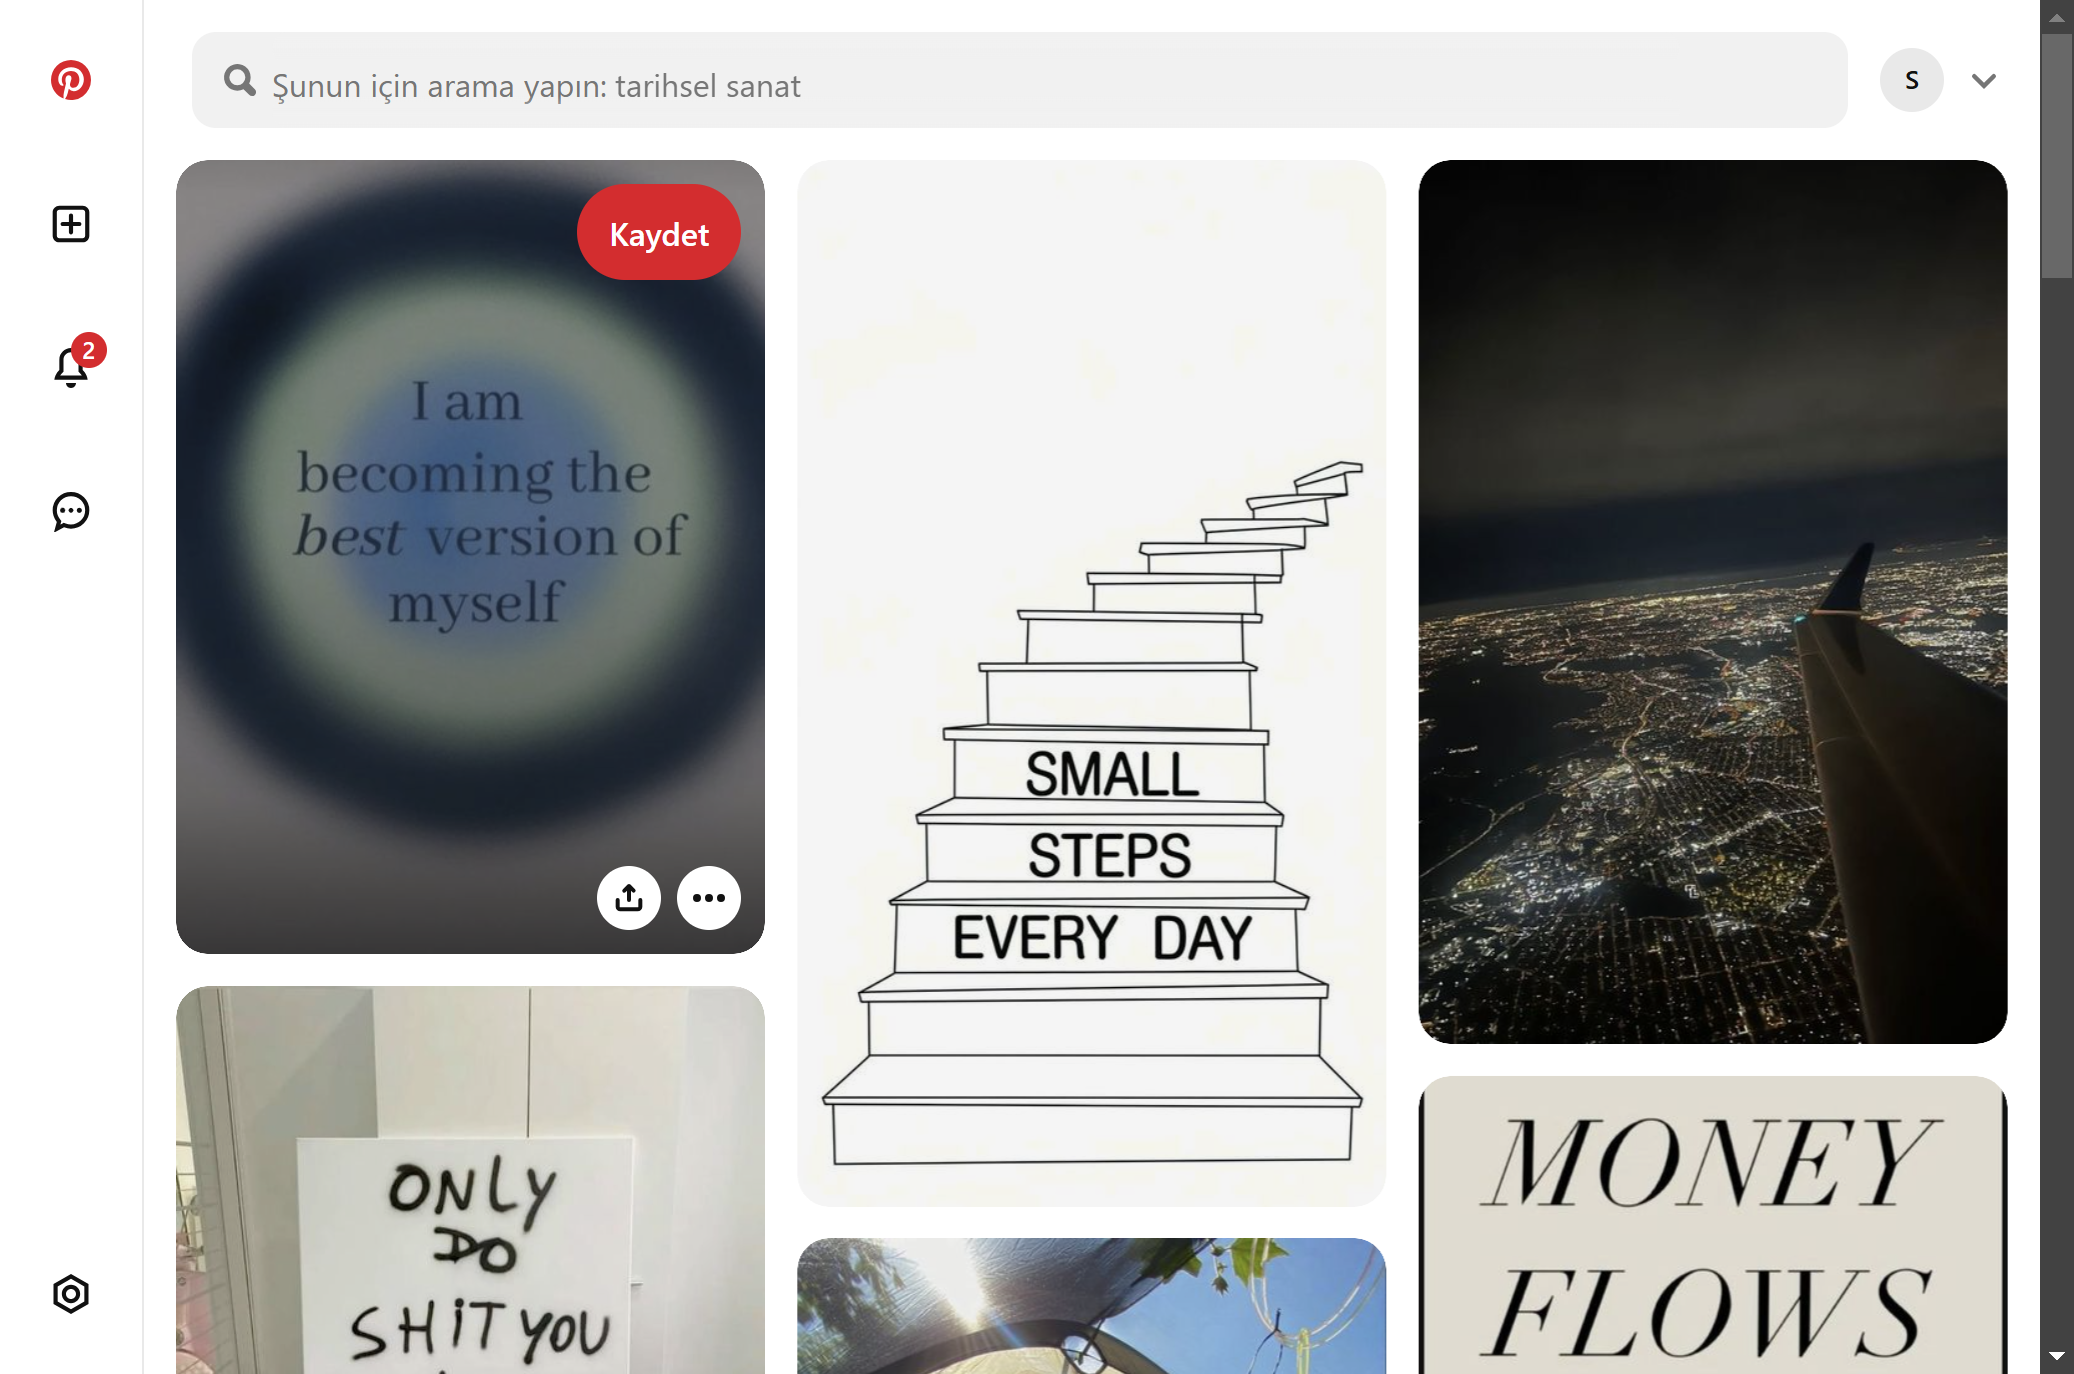 Şunun için arama yapın: tarihsel sanat
S
2
Kaydet
I am
becoming the
best version of
myself
SMALL
STEPS
EVERY DAY
ONLY
DO
SHiT YOU
MONEY
FLOWS